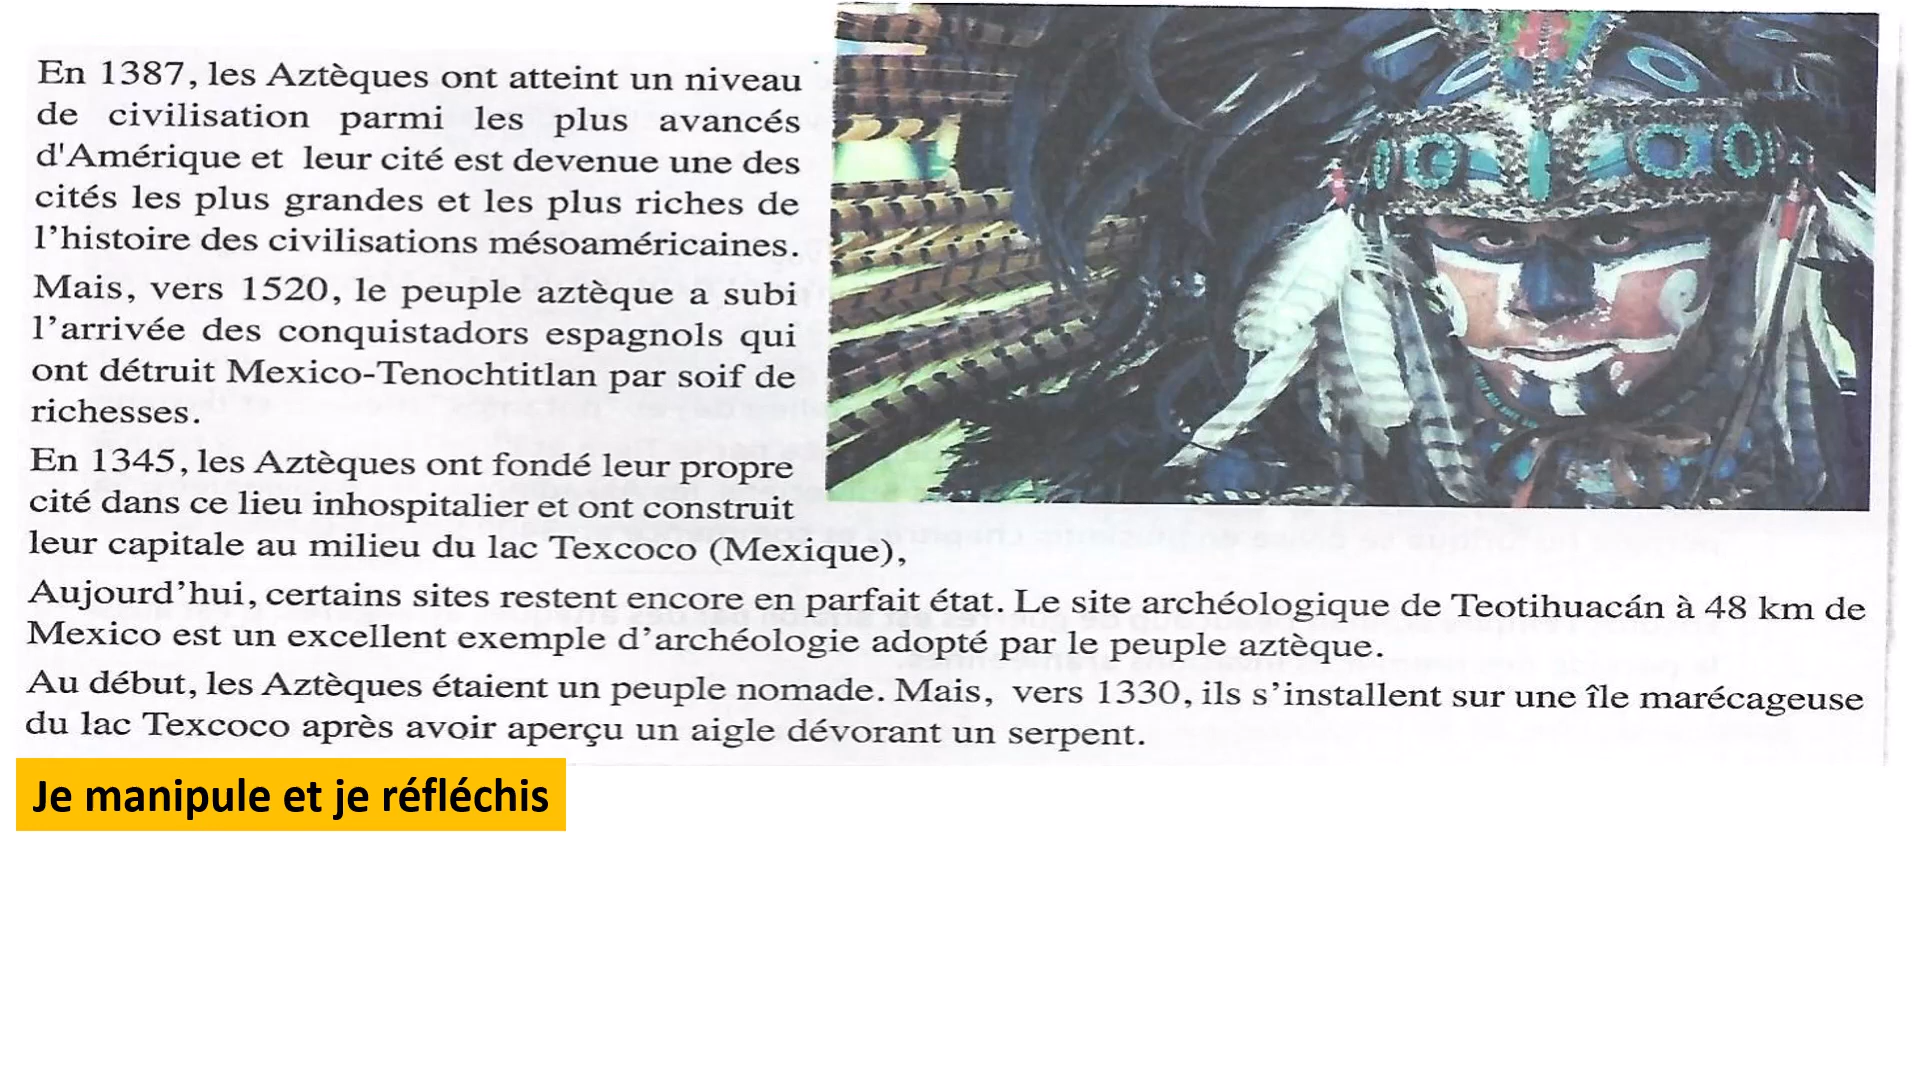 En 1387, les Aztèques ont atteint un niveau
de civilisation parmi les plus avancés
d'Amérique et leur cité est devenue une des
cités les plus grandes et les plus riches de
l’histoire des civilisations mésoaméricaines.
Mais, vers 1520, le peuple aztèque a subi
l’arrivée des conquistadors espagnols qui
ont détruit Mexico-Tenochtitlan par soif de
richesses.
En 1345, les Aztèques ont fondé leur propre
cité dans ce lieu inhospitalier et ont construit
leur capitale au milieu du lac Texcoco (Mexique),
Aujourd’hui, certains sites restent encore en parfait état. Le site archéologique de Teotihuacán à 48 km de
Mexico est un excellent exemple d’archéologie adopté par le peuple aztèque.
Au début, les Aztèques étaient un peuple nomade. Mais, vers 1330, ils s’installent sur une île marécageuse
du lac Texcoco après avoir aperçu un aigle dévorant un serpent.
Je manipule et je réfléchis